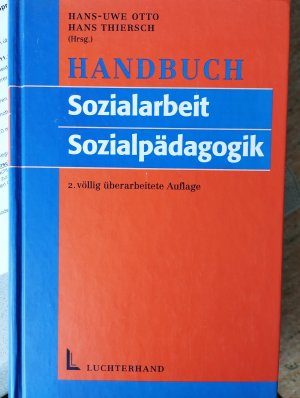 HANS-UWE OTTO
HANS THIERSCH
(Hrsg.)
HANDBUCH
Sozialarbeit
Sozialpädagogik
2. völlig überarbeitete Auflage
LUCHTERHAND